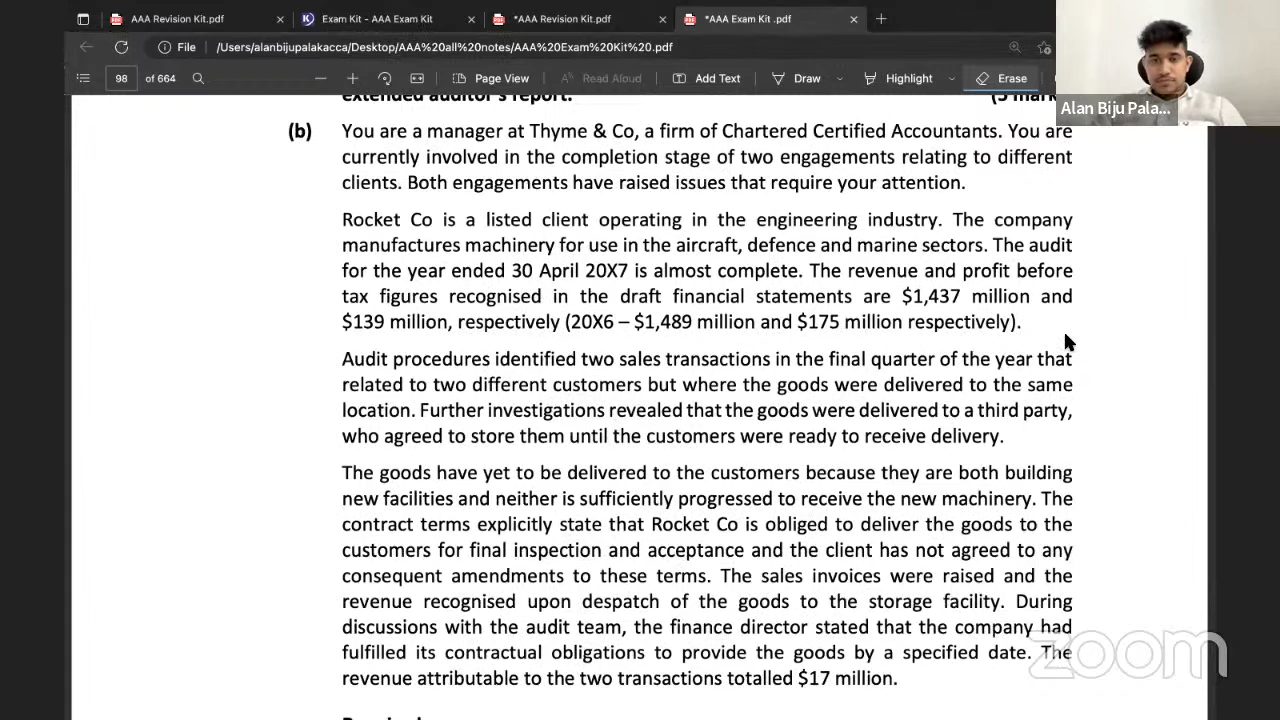 AAA Revision Kit.pdf
Exam Kit - AAA Exam Kit
*AAA Revision Kit.pdf
*AAA Exam Kit .pdf
File /Users/alanbijupalakacca/Desktop/AAA%20all%20notes/AAA%20Exam%20Kit%20.pdf
98 of 664 Page View Read Aloud Add Text Draw Highlight Erase
Alan Biju Pala...
extended auditor's report.
(b) You are a manager at Thyme & Co, a firm of Chartered Certified Accountants. You are
currently involved in the completion stage of two engagements relating to different
clients. Both engagements have raised issues that require your attention.
Rocket Co is a listed client operating in the engineering industry. The company
manufactures machinery for use in the aircraft, defence and marine sectors. The audit
for the year ended 30 April 20X7 is almost complete. The revenue and profit before
tax figures recognised in the draft financial statements are $1,437 million and
$139 million, respectively (20X6 – $1,489 million and $175 million respectively).
Audit procedures identified two sales transactions in the final quarter of the year that
related to two different customers but where the goods were delivered to the same
location. Further investigations revealed that the goods were delivered to a third party,
who agreed to store them until the customers were ready to receive delivery.
The goods have yet to be delivered to the customers because they are both building
new facilities and neither is sufficiently progressed to receive the new machinery. The
contract terms explicitly state that Rocket Co is obliged to deliver the goods to the
customers for final inspection and acceptance and the client has not agreed to any
consequent amendments to these terms. The sales invoices were raised and the
revenue recognised upon despatch of the goods to the storage facility. During
discussions with the audit team, the finance director stated that the company had
fulfilled its contractual obligations to provide the goods by a specified date. The
revenue attributable to the two transactions totalled $17 million.
zoom